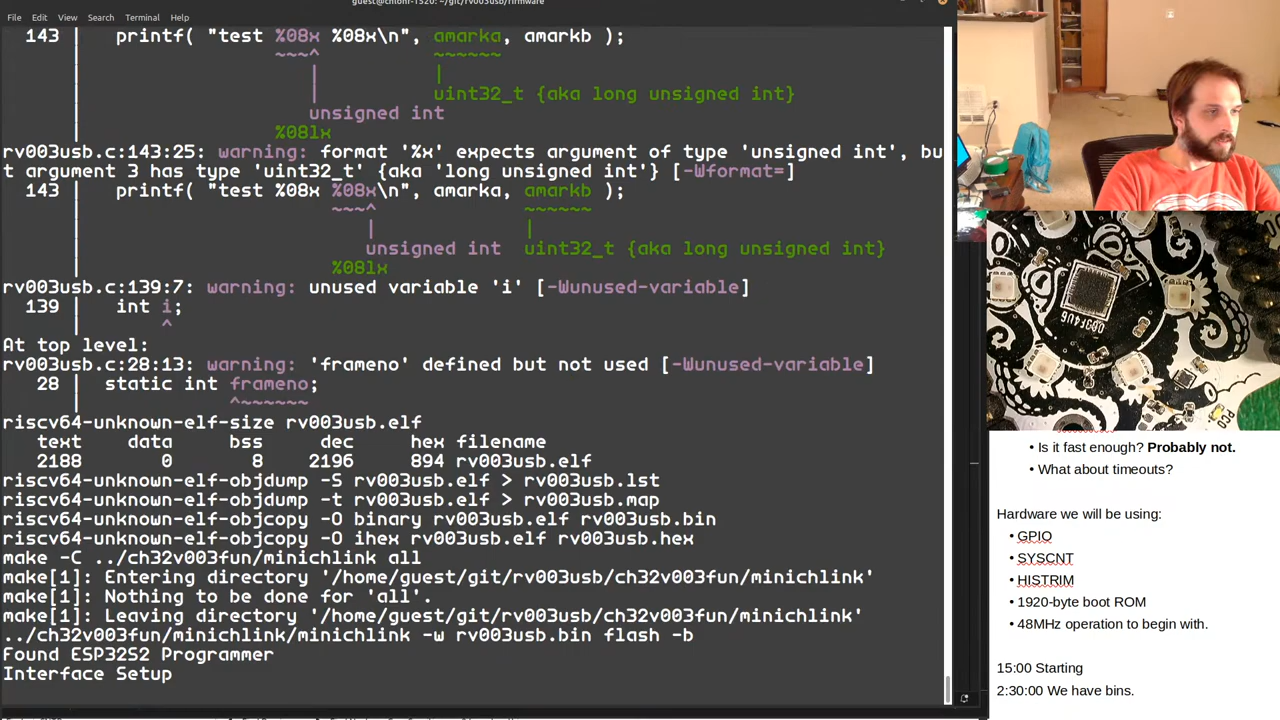 guest@chlohr-1520: ~/git/rv003usb/firmware
File Edit View Search Terminal Help
143 | printf( "test %08x %08x\n", amarka, amarkb );
| ~~~^ ~~~~~~
| | |
| | uint32_t {aka long unsigned int}
| unsigned int
| %08lx
rv003usb.c:143:25: warning: format '%x' expects argument of type 'unsigned int', bu
t argument 3 has type 'uint32_t' {aka 'long unsigned int'} [-Wformat=]
143 | printf( "test %08x %08x\n", amarka, amarkb );
| ~~~^ ~~~~~~
| | |
| unsigned int uint32_t {aka long unsigned int}
| %08lx
rv003usb.c:139:7: warning: unused variable 'i' [-Wunused-variable]
139 | int i;
| ^
At top level:
rv003usb.c:28:13: warning: 'frameno' defined but not used [-Wunused-variable]
28 | static int frameno;
| ^~~~~~~
riscv64-unknown-elf-size rv003usb.elf
text data bss dec hex filename
2188 0 8 2196 894 rv003usb.elf
riscv64-unknown-elf-objdump -S rv003usb.elf > rv003usb.lst
riscv64-unknown-elf-objdump -t rv003usb.elf > rv003usb.map
riscv64-unknown-elf-objcopy -O binary rv003usb.elf rv003usb.bin
riscv64-unknown-elf-objcopy -O ihex rv003usb.elf rv003usb.hex
make -C ../ch32v003fun/minichlink all
make[1]: Entering directory '/home/guest/git/rv003usb/ch32v003fun/minichlink'
make[1]: Nothing to be done for 'all'.
make[1]: Leaving directory '/home/guest/git/rv003usb/ch32v003fun/minichlink'
../ch32v003fun/minichlink/minichlink -w rv003usb.bin flash -b
Found ESP32S2 Programmer
Interface Setup
003F4U6
• Is it fast enough? Probably not.
• What about timeouts?
Hardware we will be using:
• GPIO
• SYSCNT
• HISTRIM
• 1920-byte boot ROM
• 48MHz operation to begin with.
15:00 Starting
2:30:00 We have bins.